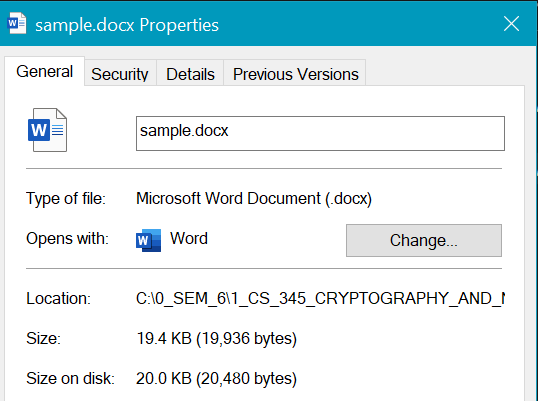 sample.docx Properties
General Security Details Previous Versions
sample.docx
Type of file: Microsoft Word Document (.docx)
Opens with: Word Change...
Location: C:\0_SEM_6\1_CS_345_CRYPTOGRAPHY_AND_
Size: 19.4 KB (19,936 bytes)
Size on disk: 20.0 KB (20,480 bytes)